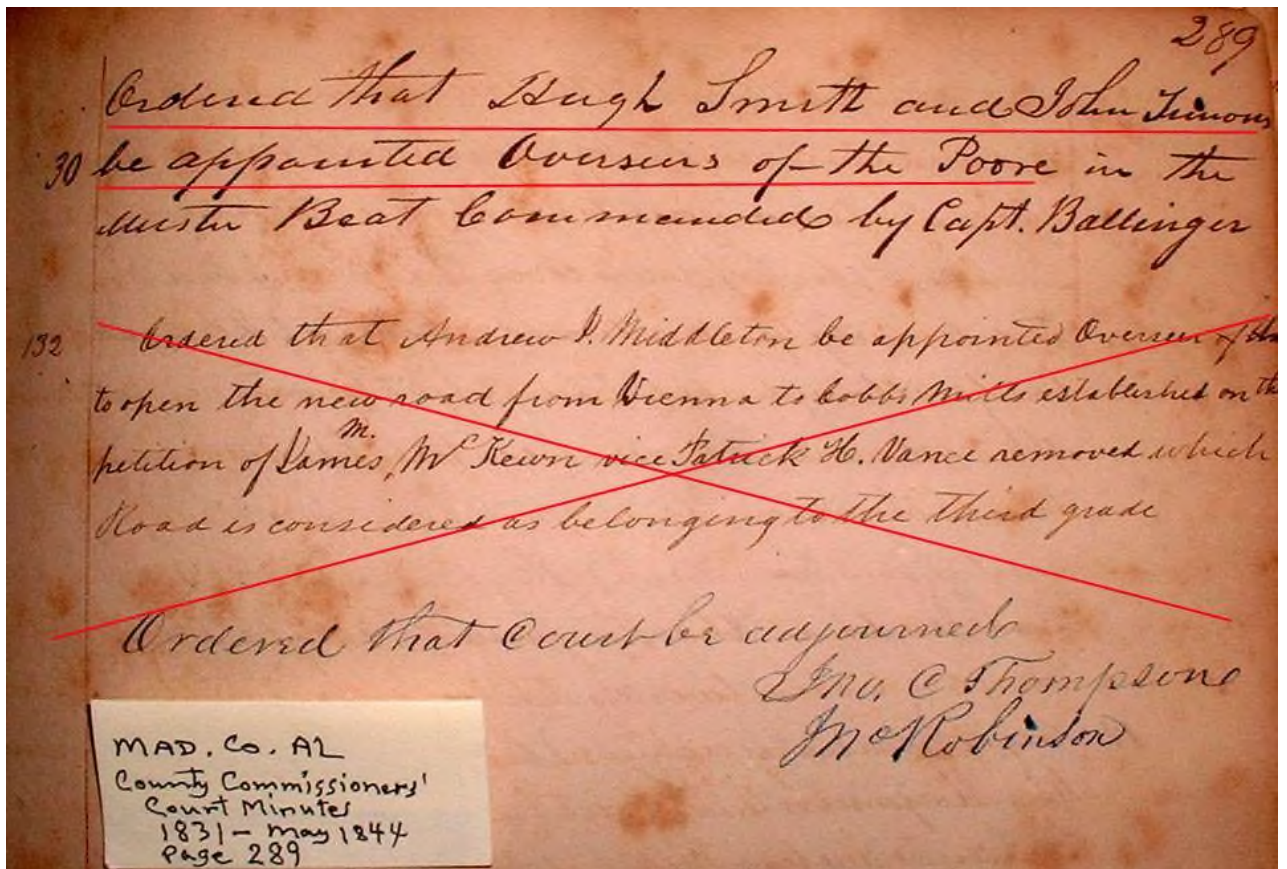 289
Ordered that Hugh Smith and John Timons
30 be appointed Overseers of the Poore in the
Muster Beat Commanded by Capt. Ballinger
132 Ordered that Andrew J. Middleton be appointed Overseer of
to open the new road from Vienna to Cobbs Mills established on the
petition of James M. McKewn vice Patrick H. Vance removed which
Road is considered as belonging to the third grade
Ordered that Court be adjourned
Jno. C Thompson
Jno Robinson
MAD. Co. AL
County Commissioners'
Court Minutes
1831 - May 1844
Page 289